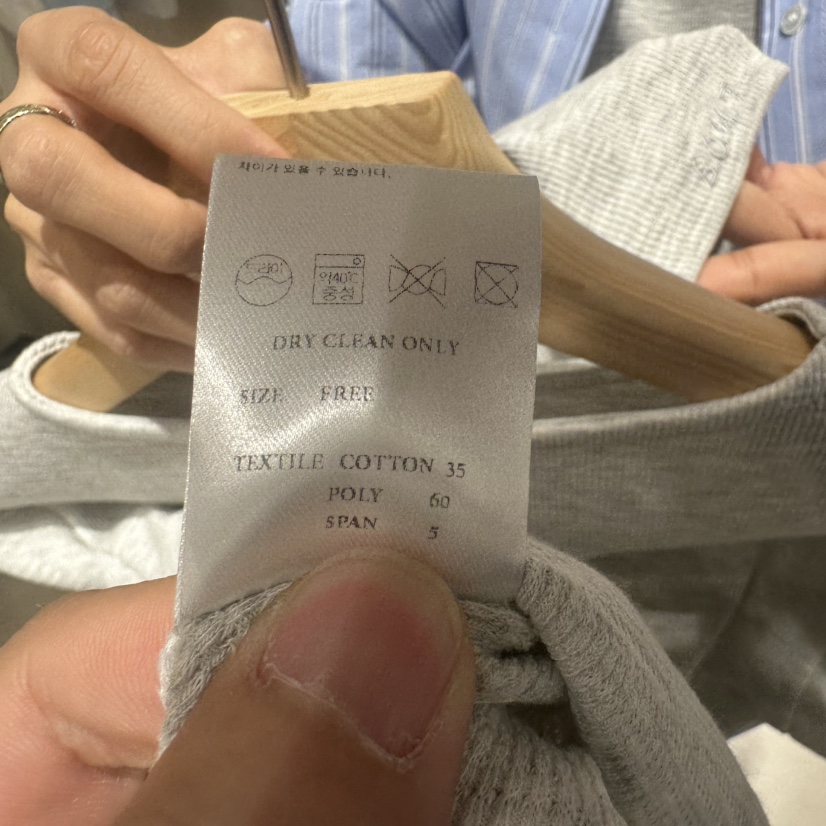 차이가 있을 수 있습니다.
드라이 약40℃ 중성
DRY CLEAN ONLY
SIZE FREE
TEXTILE COTTON 35
POLY 60
SPAN 5